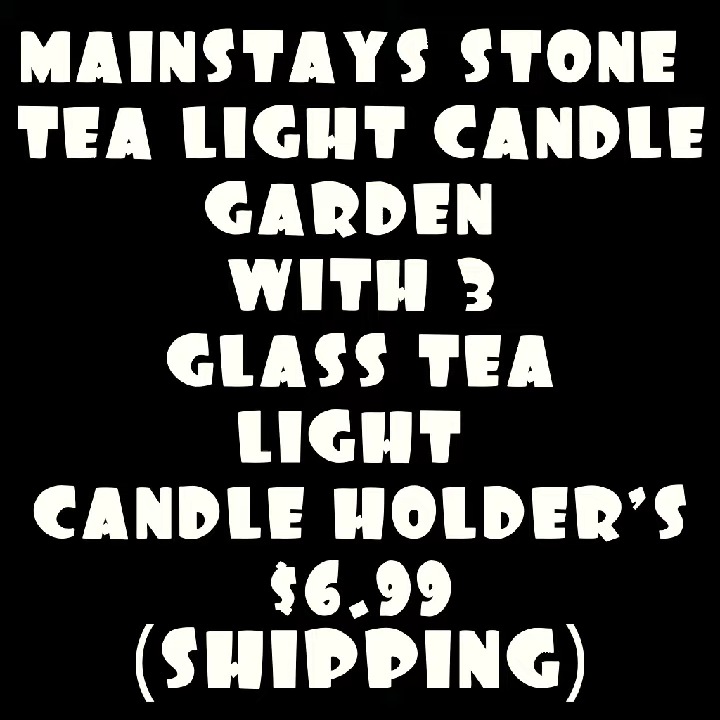 MAINSTAYS STONE
TEA LIGHT CANDLE
GARDEN
WITH 3
GLASS TEA
LIGHT
CANDLE HOLDER'S
$6.99
(SHIPPING)